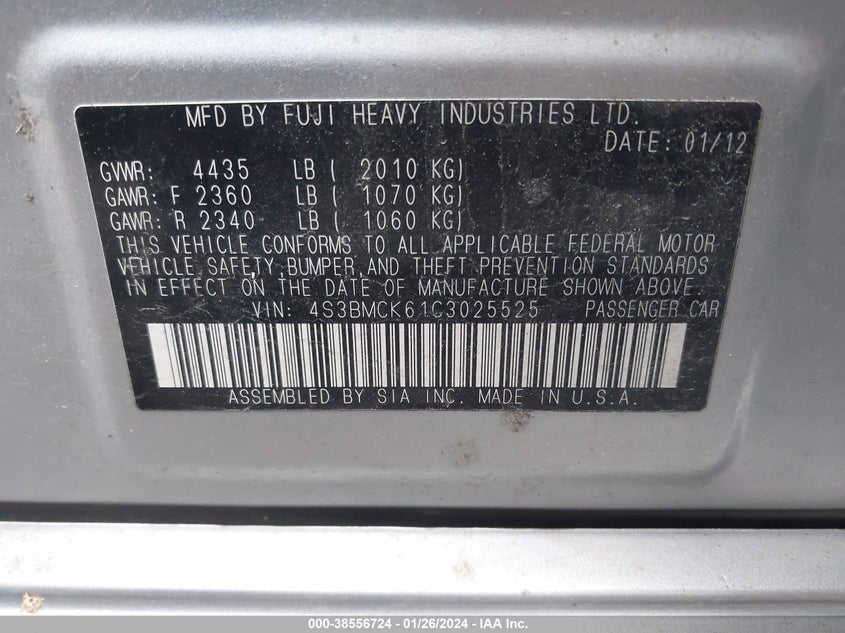 MFD BY FUJI HEAVY INDUSTRIES LTD.
DATE: 01/12
GVWR: 4435 LB ( 2010 KG)
GAWR: F 2360 LB ( 1070 KG)
GAWR: R 2340 LB ( 1060 KG)
THIS VEHICLE CONFORMS TO ALL APPLICABLE FEDERAL MOTOR
VEHICLE SAFETY,BUMPER,AND THEFT PREVENTION STANDARDS
IN EFFECT ON THE DATE OF MANUFACTURE SHOWN ABOVE.
VIN: 4S3BMCK61C3025525 PASSENGER CAR
ASSEMBLED BY SIA INC. MADE IN U.S.A.
000-38556724 — 01/26/2024 - IAA Inc.